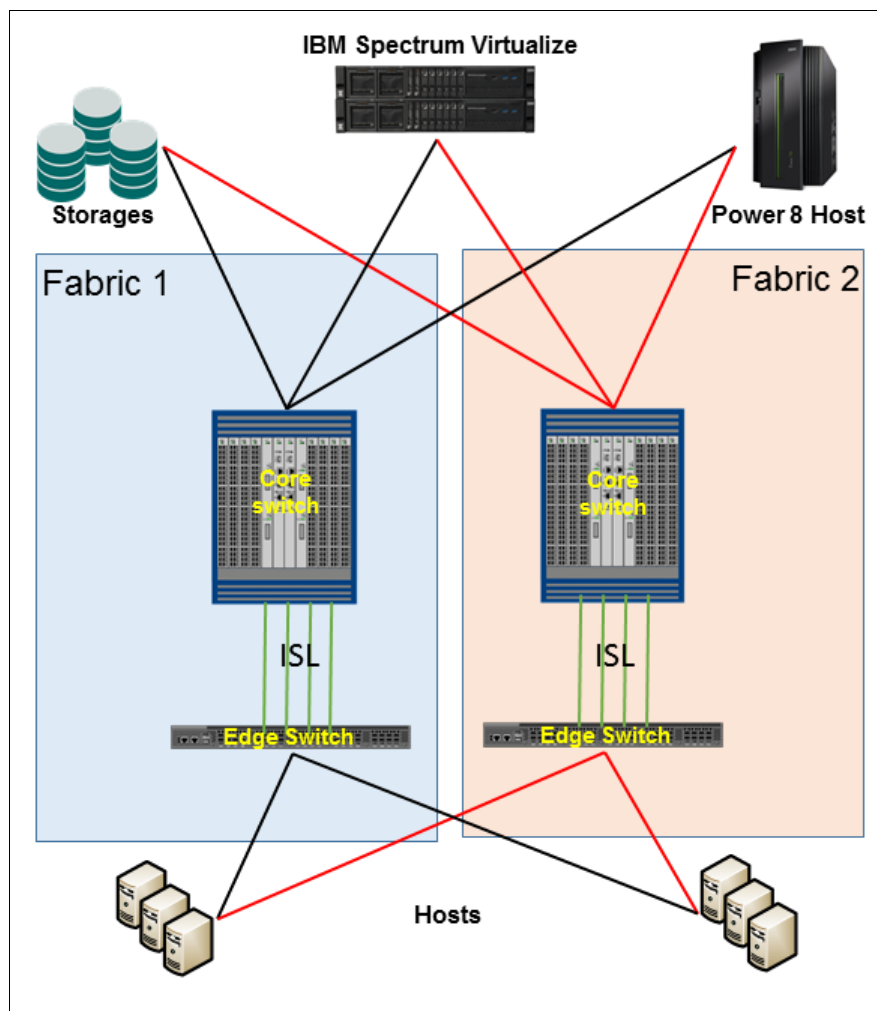 IBM Spectrum Virtualize
Storages
Power 8 Host
Fabric 1
Fabric 2
Core
switch
Core
switch
ISL
ISL
Edge Switch
Edge Switch
Hosts